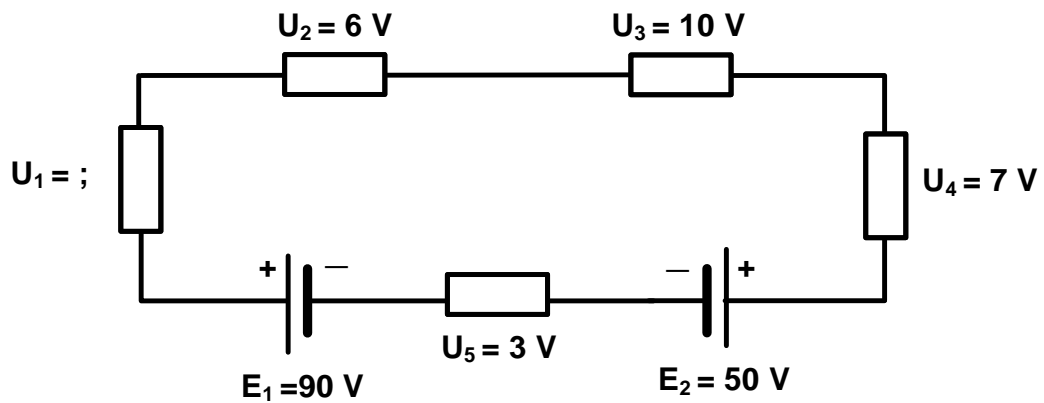 U₂ = 6 V
U₃ = 10 V
U₁ = ;
U₄ = 7 V
+ –
– +
U₅ = 3 V
E₁ =90 V
E₂ = 50 V